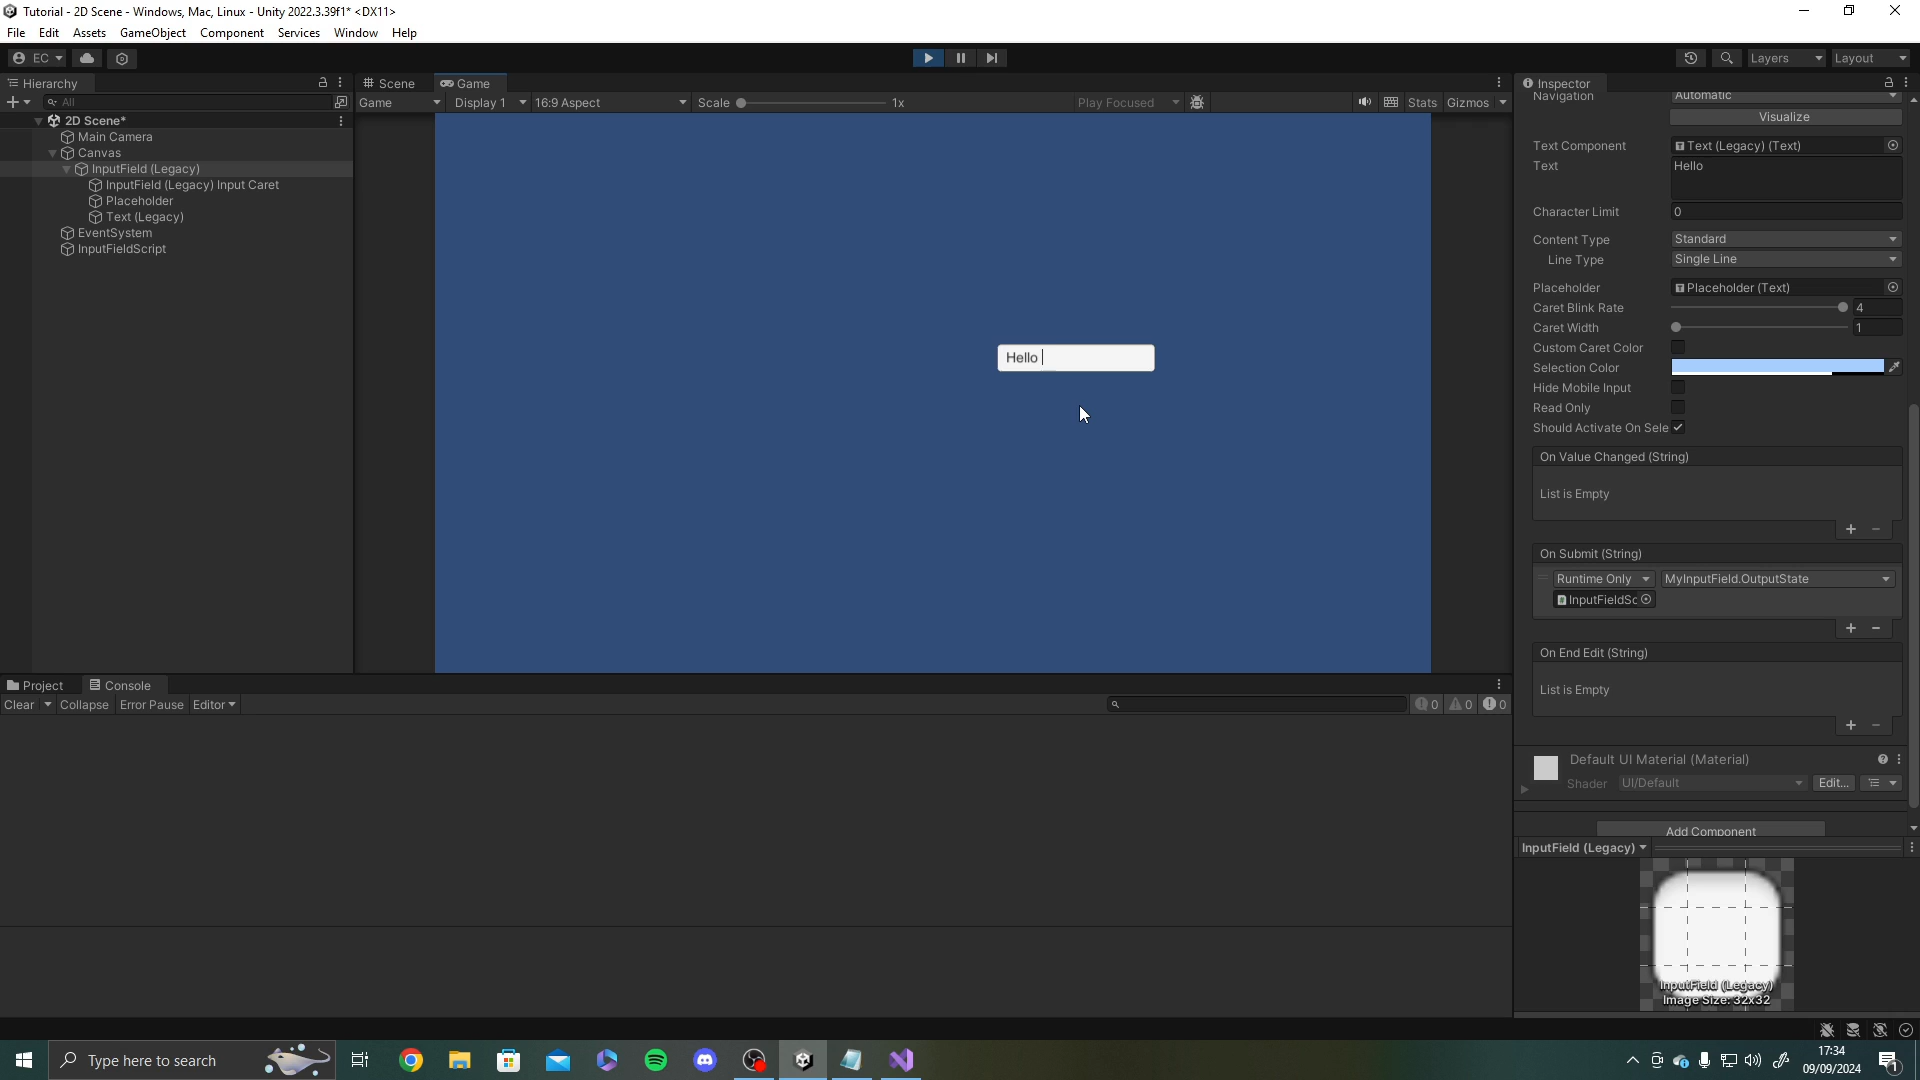 Tutorial - 2D Scene - Windows, Mac, Linux - Unity 2022.3.39f1* <DX11>
File Edit Assets GameObject Component Services Window Help
EC Layers Layout
Hierarchy
All
2D Scene*
Main Camera
Canvas
InputField (Legacy)
InputField (Legacy) Input Caret
Placeholder
Text (Legacy)
EventSystem
InputFieldScript
Scene Game
Game Display 1 16:9 Aspect Scale 1x Play Focused Stats Gizmos
Hello
Inspector
Navigation Automatic
Visualize
Text Component Text (Legacy) (Text)
Text Hello
Character Limit 0
Content Type Standard
Line Type Single Line
Placeholder Placeholder (Text)
Caret Blink Rate 4
Caret Width 1
Custom Caret Color
Selection Color
Hide Mobile Input
Read Only
Should Activate On Sele
On Value Changed (String)
List is Empty
On Submit (String)
Runtime Only MyInputField.OutputState
InputFieldSc
On End Edit (String)
List is Empty
Default UI Material (Material)
Shader UI/Default Edit...
Add Component
InputField (Legacy)
InputField (Legacy)
Image Size: 32x32
Project Console
Clear Collapse Error Pause Editor 0 0 0
Type here to search
17:34
09/09/2024
1